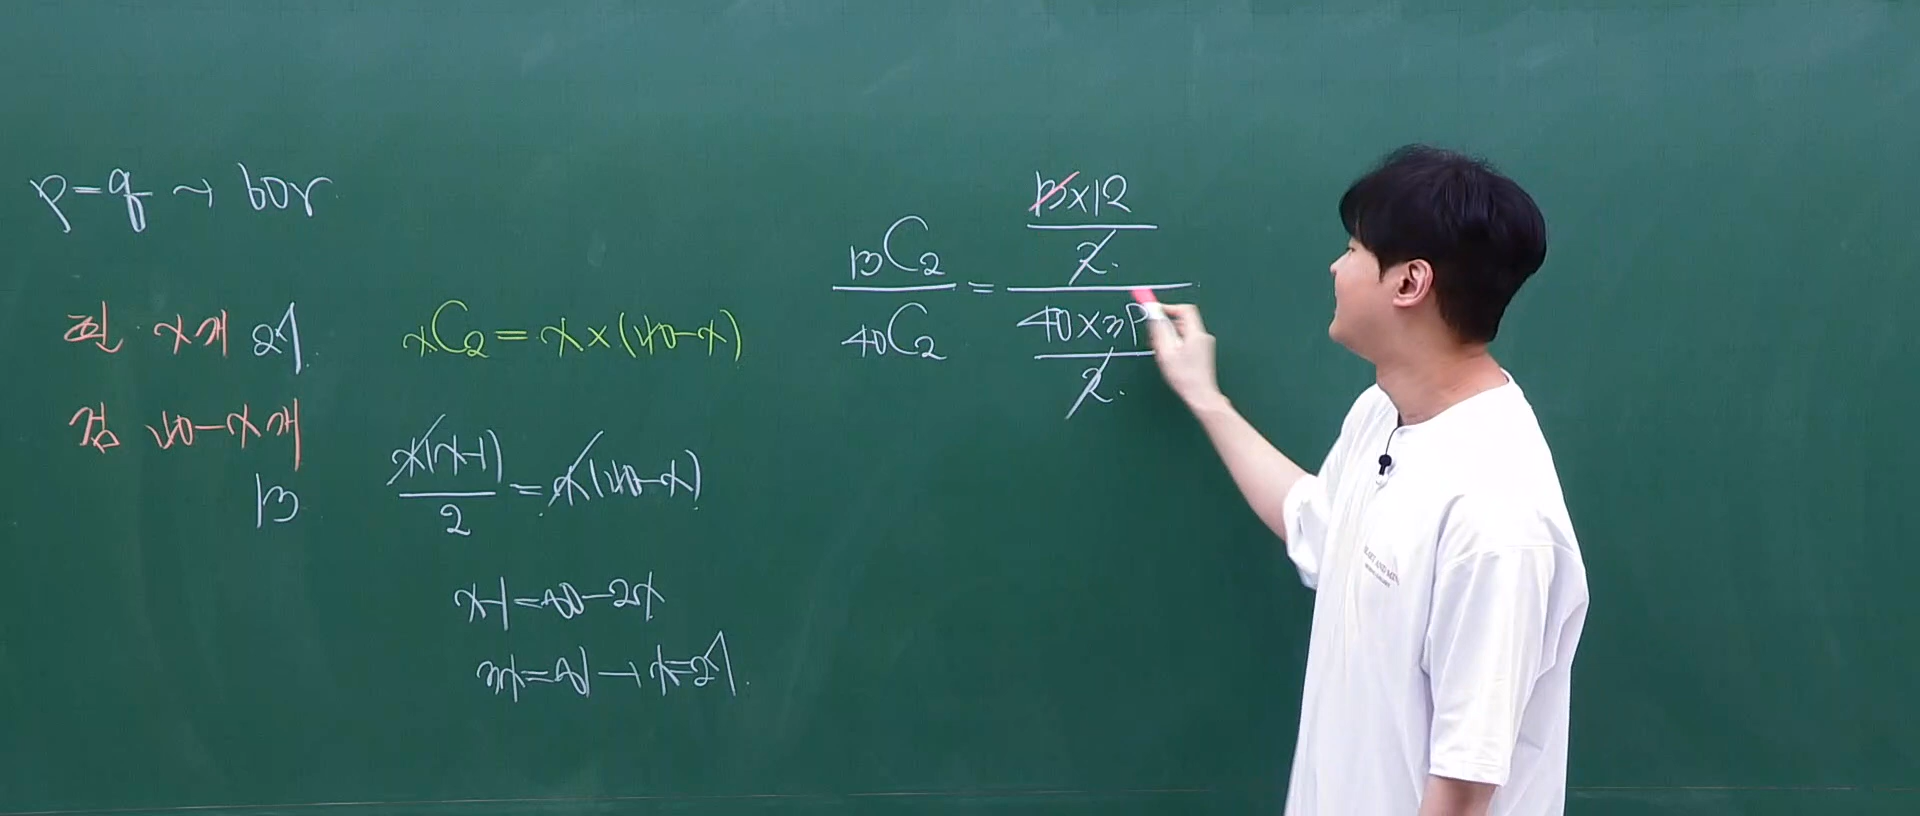 p=q → 60r
흰 x개 27.
검 40-x개
13
xC2 = x×(40-x)
x(x-1)/2 = x(40-x)
x-1=80-2x
3x=81→x=27.
13C2/40C2 = (13×12/2)/(40×39/2)